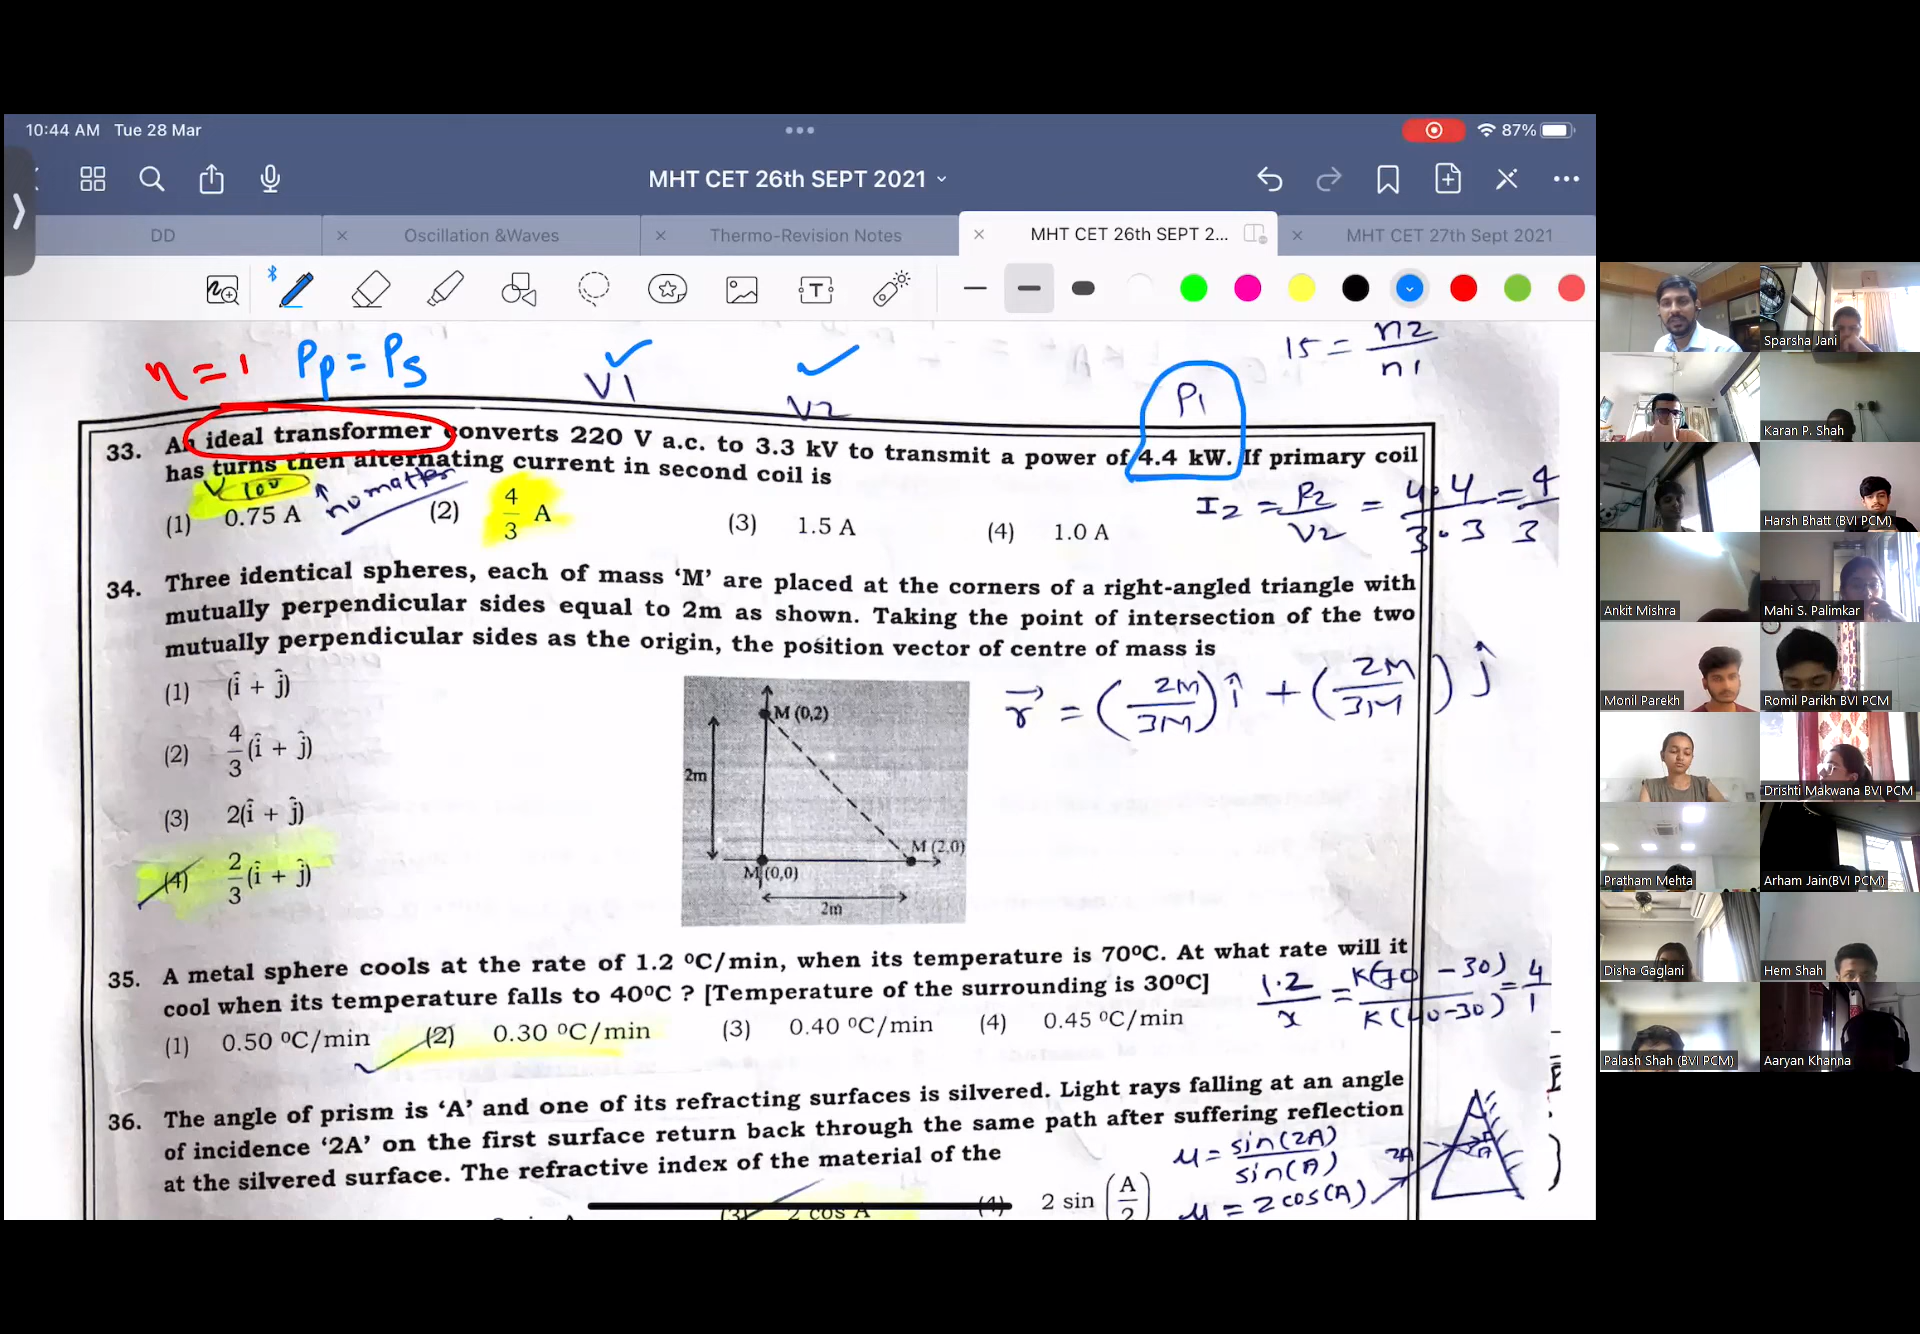 10:44 AM Tue 28 Mar
87%
MHT CET 26th SEPT 2021
DD
Oscillation &Waves
Thermo-Revision Notes
MHT CET 26th SEPT 2...
MHT CET 27th Sept 2021
η = 1 Pp = Ps
V1
V2
P1
15 = n2/n1
33. An ideal transformer converts 220 V a.c. to 3.3 kV to transmit a power of 4.4 kW. If primary coil
has turns then alternating current in second coil is
no matter
(1) 0.75 A (2) 4/3 A (3) 1.5 A (4) 1.0 A
I2 = P2/V2 = 4.4/3.3 = 4/3
34. Three identical spheres, each of mass ‘M’ are placed at the corners of a right-angled triangle with
mutually perpendicular sides equal to 2m as shown. Taking the point of intersection of the two
mutually perpendicular sides as the origin, the position vector of centre of mass is
(1) (î + ĵ)
(2) 4/3 (î + ĵ)
(3) 2(î + ĵ)
(4) 2/3 (î + ĵ)
M (0,2)
2m
M (2,0)
M (0,0)
2m
r⃗ = (2M/3M) î + (2M/3M) ĵ
35. A metal sphere cools at the rate of 1.2 ⁰C/min, when its temperature is 70⁰C. At what rate will it
cool when its temperature falls to 40⁰C ? [Temperature of the surrounding is 30⁰C]
(1) 0.50 ⁰C/min (2) 0.30 ⁰C/min (3) 0.40 ⁰C/min (4) 0.45 ⁰C/min
1.2/x = K(70 - 30)/K(40-30) = 4/1
36. The angle of prism is ‘A’ and one of its refracting surfaces is silvered. Light rays falling at an angle
of incidence ‘2A’ on the first surface return back through the same path after suffering reflection
at the silvered surface. The refractive index of the material of the
(3) 2 cos A (4) 2 sin (A/2)
μ = sin(2A)/sin(A)
μ = 2cos(A)
2A
A
Sparsha Jani
Karan P. Shah
Harsh Bhatt (BVI PCM)
Ankit Mishra
Mahi S. Palimkar
Monil Parekh
Romil Parikh BVI PCM
Drishti Makwana BVI PCM
Pratham Mehta
Arham Jain(BVI PCM)
Disha Gaglani
Hem Shah
Palash Shah (BVI PCM)
Aaryan Khanna